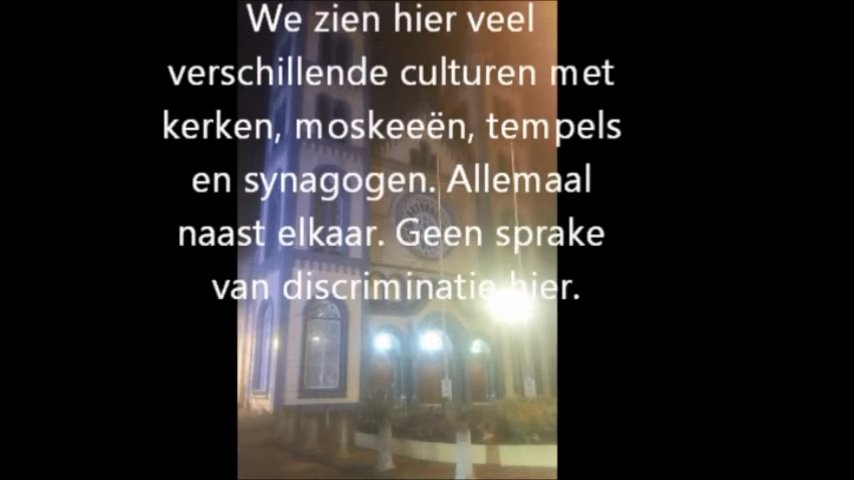 We zien hier veel
verschillende culturen met
kerken, moskeeën, tempels
en synagogen. Allemaal
naast elkaar. Geen sprake
van discriminatie hier.